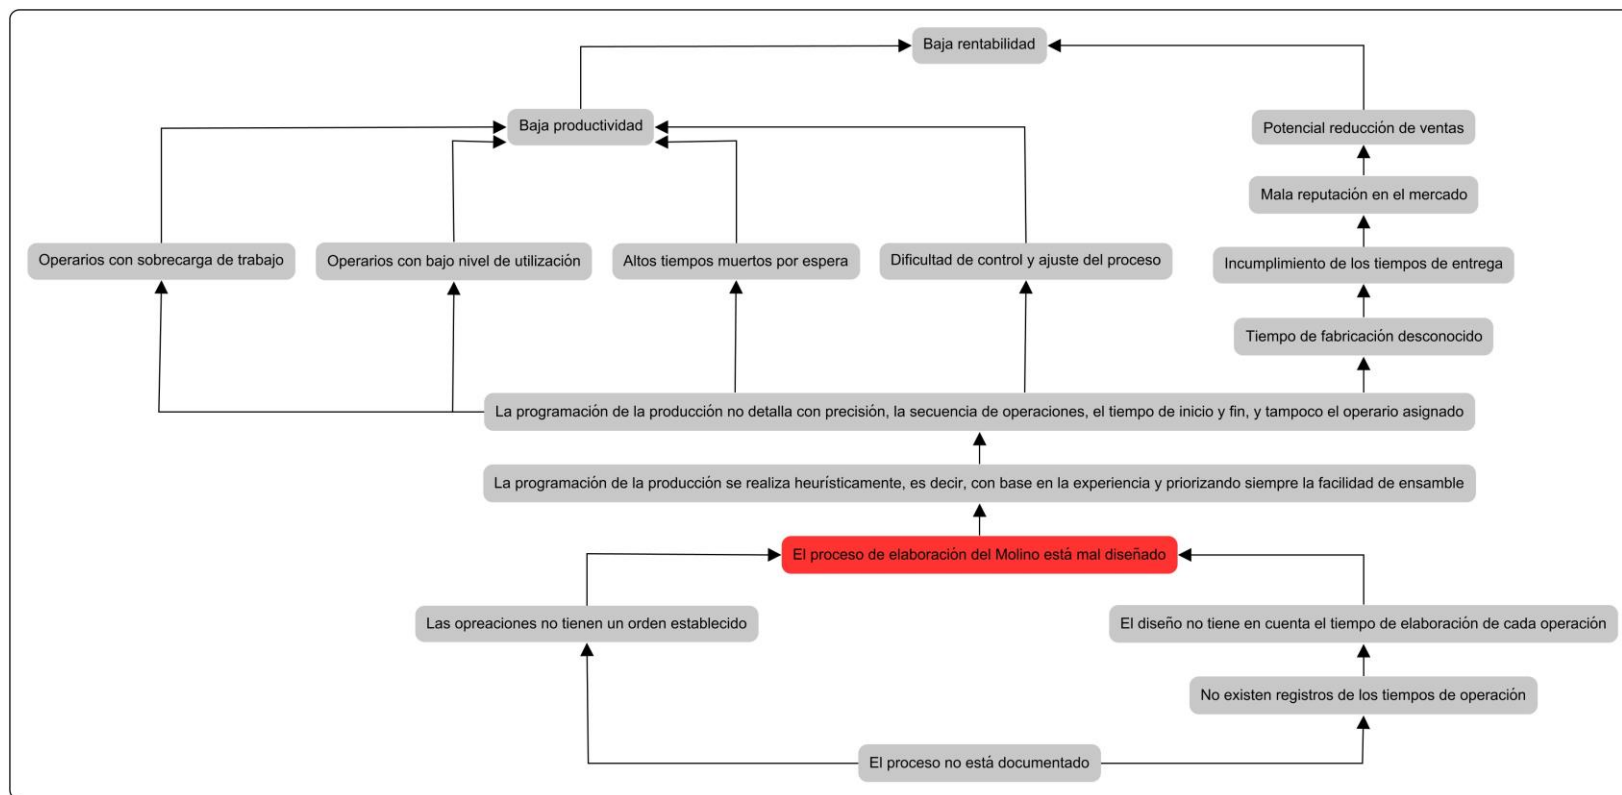 Baja rentabilidad
Baja productividad
Potencial reducción de ventas
Mala reputación en el mercado
Operarios con sobrecarga de trabajo
Operarios con bajo nivel de utilización
Altos tiempos muertos por espera
Dificultad de control y ajuste del proceso
Incumplimiento de los tiempos de entrega
Tiempo de fabricación desconocido
La programación de la producción no detalla con precisión, la secuencia de operaciones, el tiempo de inicio y fin, y tampoco el operario asignado
La programación de la producción se realiza heurísticamente, es decir, con base en la experiencia y priorizando siempre la facilidad de ensamble
El proceso de elaboración del Molino está mal diseñado
Las opreaciones no tienen un orden establecido
El diseño no tiene en cuenta el tiempo de elaboración de cada operación
No existen registros de los tiempos de operación
El proceso no está documentado